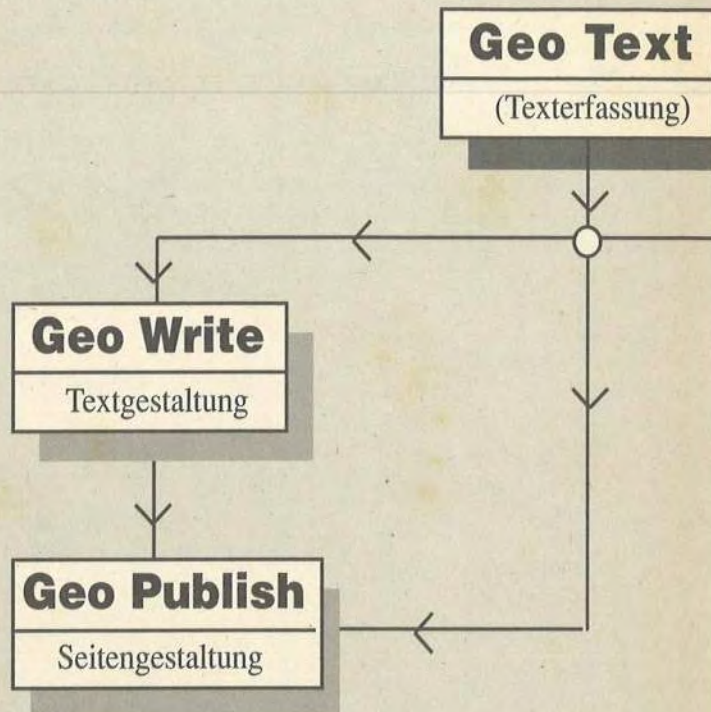 Geo Text
(Texterfassung)
Geo Write
Textgestaltung
Geo Publish
Seitengestaltung